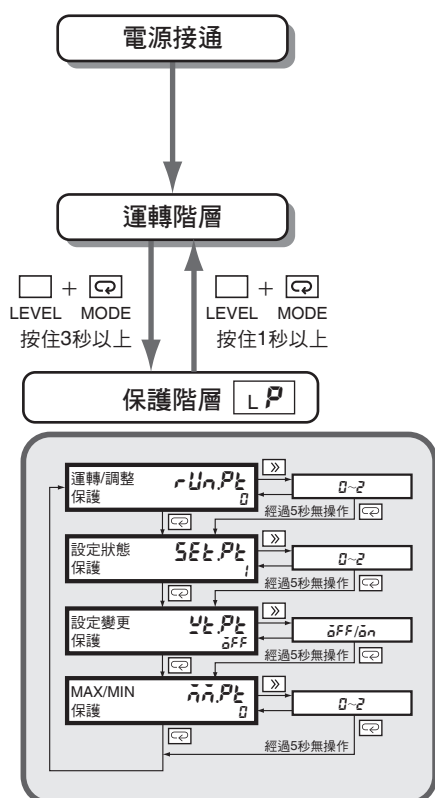 電源接通
運轉階層
+
+
LEVEL MODE
LEVEL MODE
按住3秒以上
按住1秒以上
保護階層 LP
運轉/調整
保護
rUn.Pt
0
0~2
經過5秒無操作
設定狀態
保護
SEt.Pt
1
0~2
經過5秒無操作
設定變更
保護
Wt.Pt
oFF
oFF/on
經過5秒無操作
MAX/MIN
保護
mm.Pt
0
0~2
經過5秒無操作